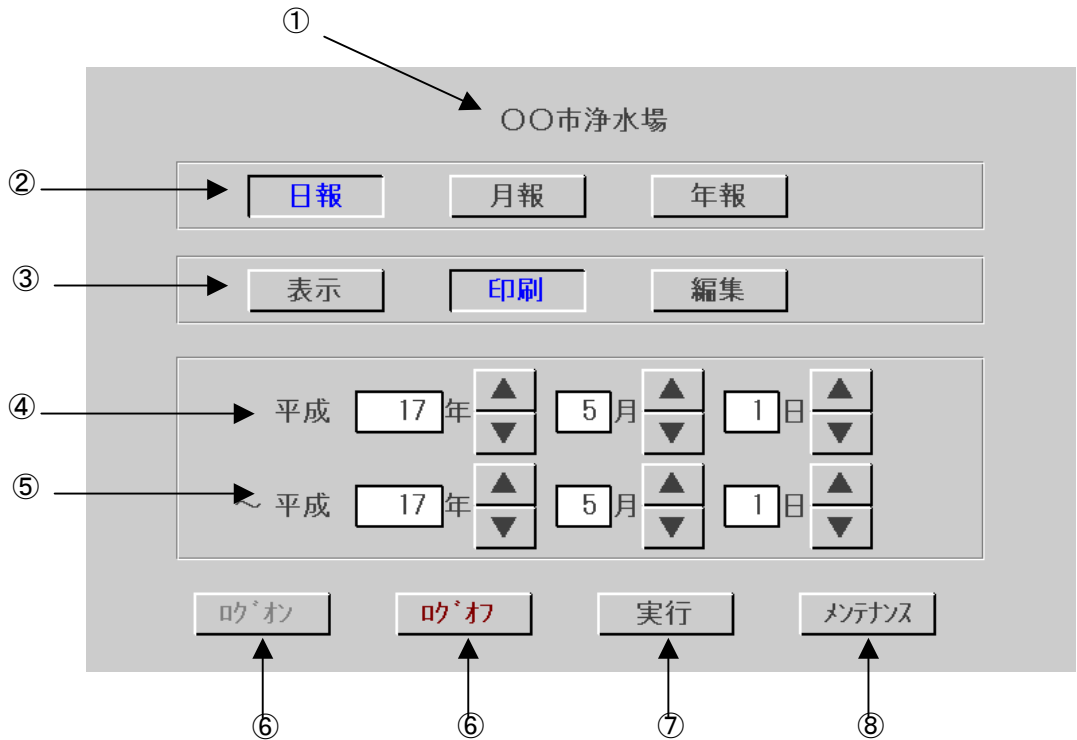 ①
〇〇市浄水場
② 日報 月報 年報
③ 表示 印刷 編集
④ 平成 17 年 ▲ ▼ 5 月 ▲ ▼ 1 日 ▲ ▼
⑤ ～ 平成 17 年 ▲ ▼ 5 月 ▲ ▼ 1 日 ▲ ▼
ﾛｸﾞｵﾝ ﾛｸﾞｵﾌ 実行 ﾒﾝﾃﾅﾝｽ
⑥ ⑥ ⑦ ⑧